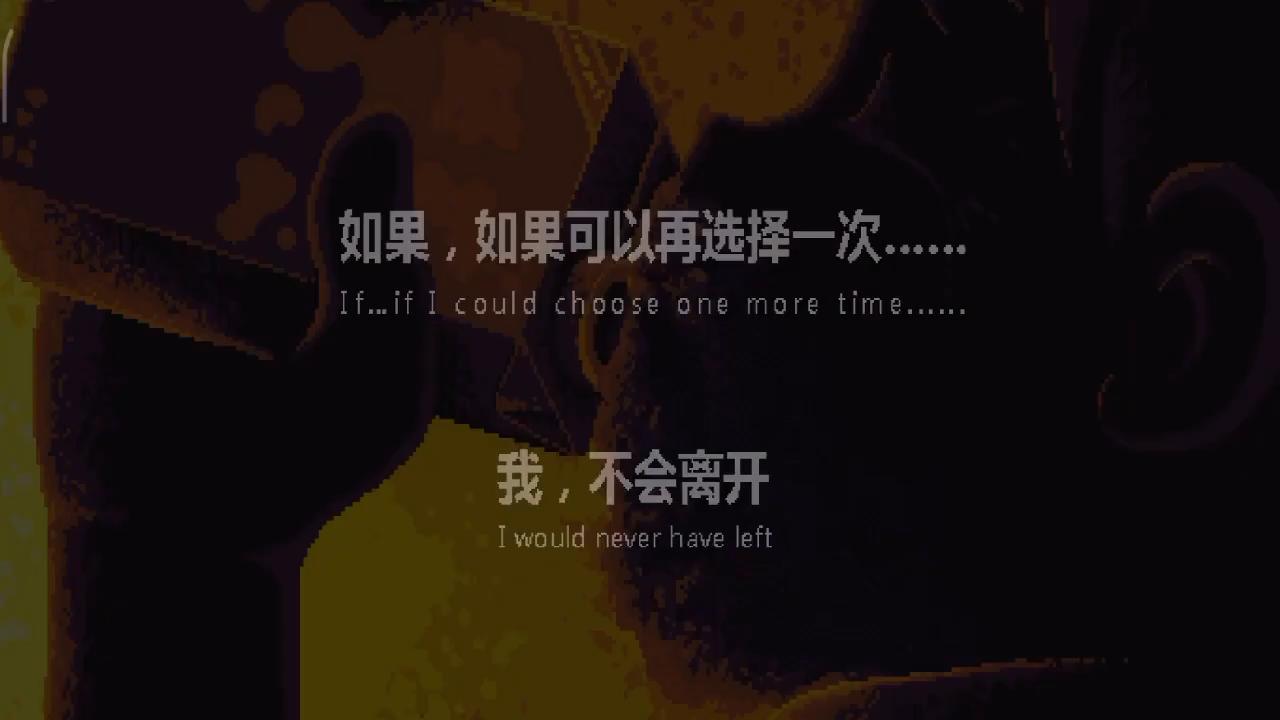 如果，如果可以再选择一次……
If...if I could choose one more time......
我，不会离开
I would never have left